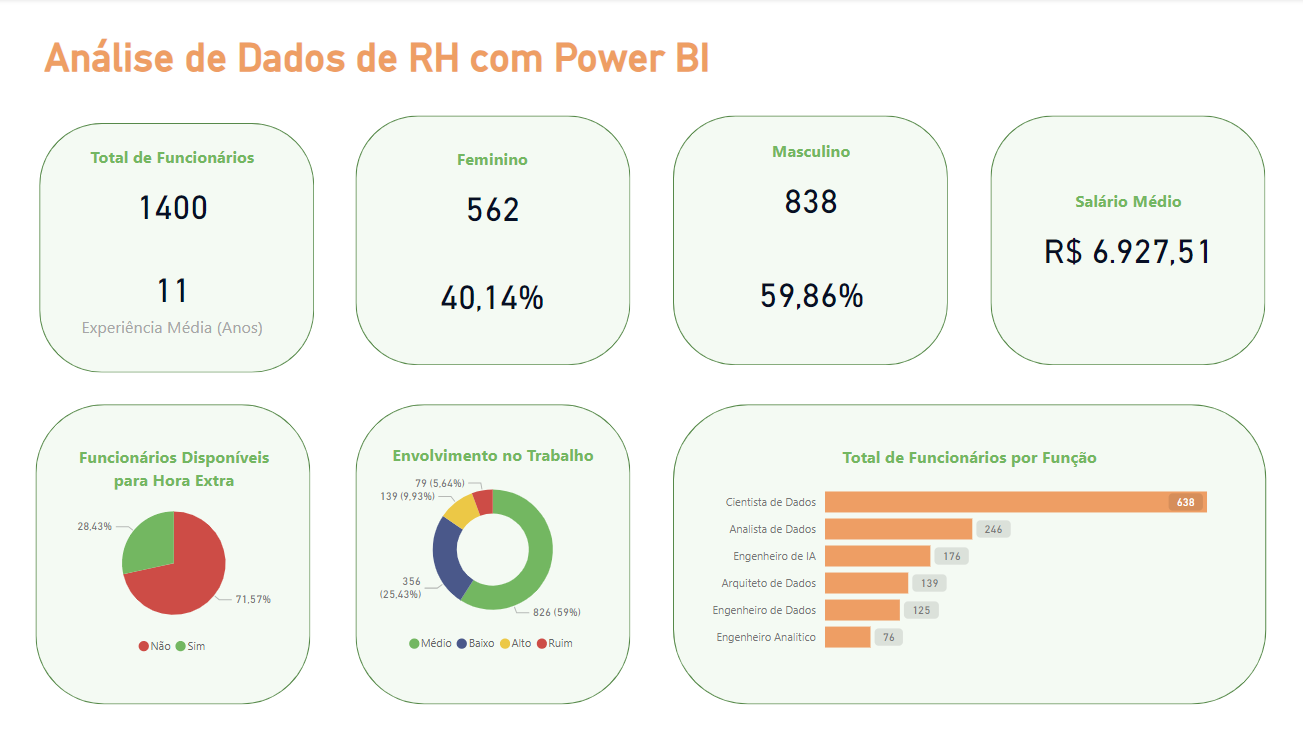 Análise de Dados de RH com Power BI
Total de Funcionários
1400
11
Experiência Média (Anos)
Feminino
562
40,14%
Masculino
838
59,86%
Salário Médio
R$ 6.927,51
Funcionários Disponíveis
para Hora Extra
28,43%
71,57%
Não Sim
Envolvimento no Trabalho
79 (5,64%)
139 (9,93%)
356
(25,43%)
826 (59%)
Médio Baixo Alto Ruim
Total de Funcionários por Função
Cientista de Dados 638
Analista de Dados 246
Engenheiro de IA 176
Arquiteto de Dados 139
Engenheiro de Dados 125
Engenheiro Analítico 76